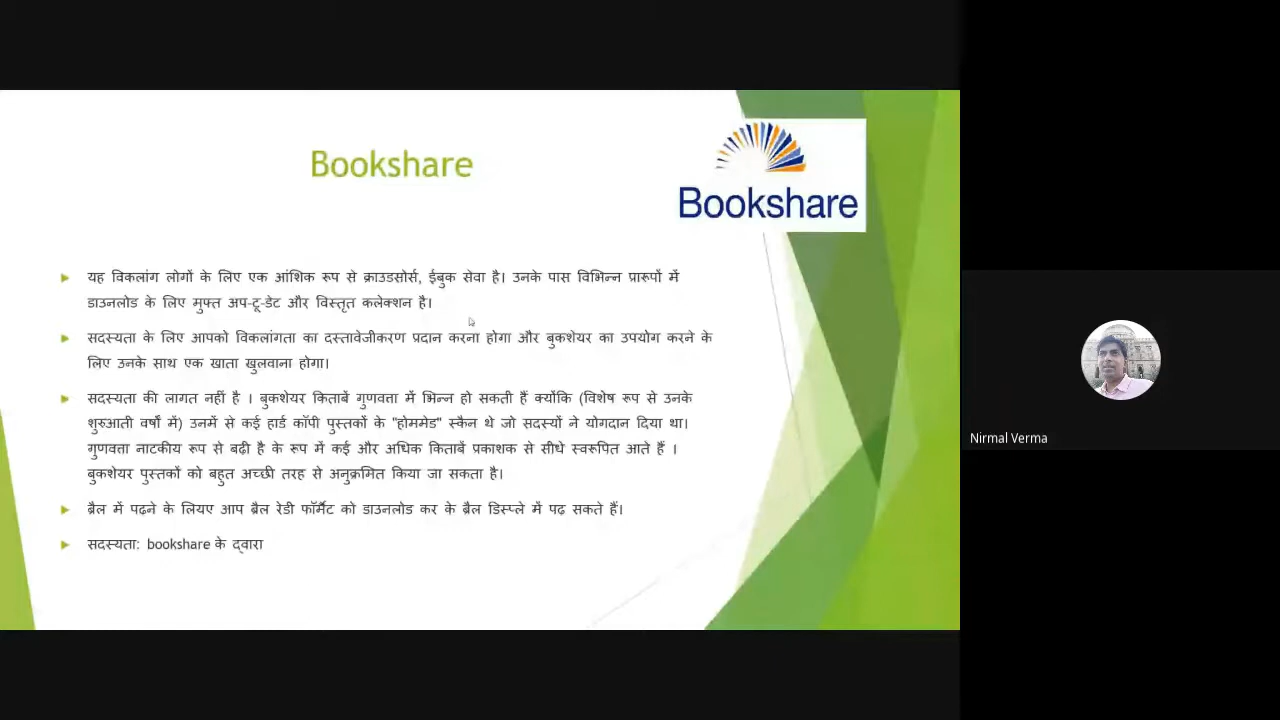 Bookshare
Bookshare
यह विकलांग लोगों के लिए एक आंशिक रूप से क्राउडसोर्स, ईबुक सेवा है। उनके पास विभिन्न प्रारूपों में
डाउनलोड के लिए मुफ्त अप-टू-डेट और विस्तृत कलेक्शन है।
सदस्यता के लिए आपको विकलांगता का दस्तावेजीकरण प्रदान करना होगा और बुकशेयर का उपयोग करने के
लिए उनके साथ एक खाता खुलवाना होगा।
सदस्यता की लागत नहीं है । बुकशेयर किताबें गुणवत्ता में भिन्न हो सकती हैं क्योंकि (विशेष रूप से उनके
शुरुआती वर्षों में) उनमें से कई हार्ड कॉपी पुस्तकों के "होममेड" स्कैन थे जो सदस्यों ने योगदान दिया था।
गुणवत्ता नाटकीय रूप से बढ़ी है के रूप में कई और अधिक किताबें प्रकाशक से सीधे स्वरूपित आते हैं ।
बुकशेयर पुस्तकों को बहुत अच्छी तरह से अनुक्रमित किया जा सकता है।
ब्रैल में पढने के लियए आप ब्रैल रेडी फॉर्मैट को डाउनलोड कर के ब्रैल डिस्प्ले में पढ़ सकते हैं।
सदस्यता: bookshare के द्वारा
Nirmal Verma